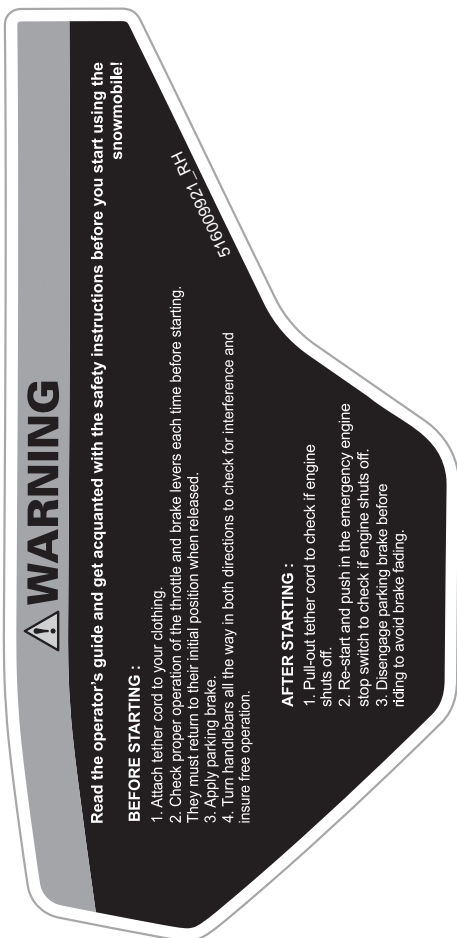 WARNING
Read the operator's guide and get acquanted with the safety instructions before you start using the
snowmobile!
BEFORE STARTING :
1. Attach tether cord to your clothing.
2. Check proper operation of the throttle and brake levers each time before starting.
They must return to their initial position when released.
3. Apply parking brake.
4. Turn handlebars all the way in both directions to check for interference and
insure free operation.
AFTER STARTING :
1. Pull-out tether cord to check if engine
shuts off.
2. Re-start and push in the emergency engine
stop switch to check if engine shuts off.
3. Disengage parking brake before
riding to avoid brake fading.
516009921_RH